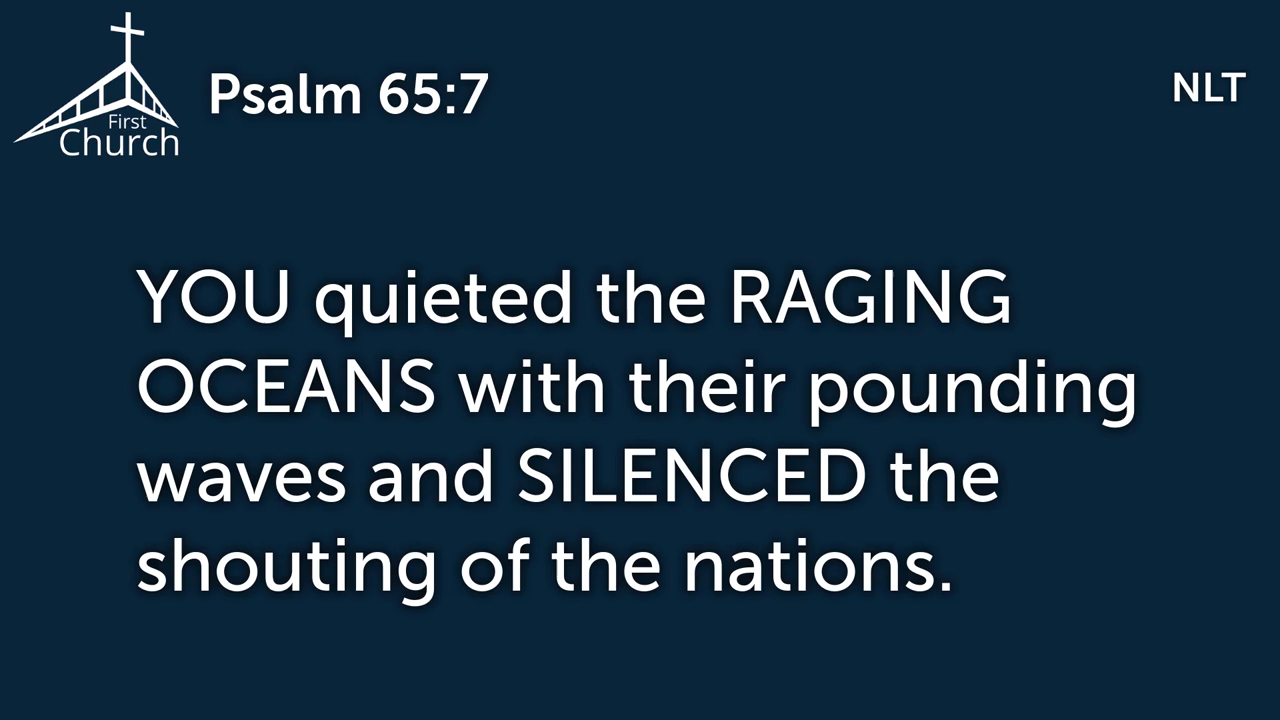 First
Church
Psalm 65:7
NLT
YOU quieted the RAGING
OCEANS with their pounding
waves and SILENCED the
shouting of the nations.